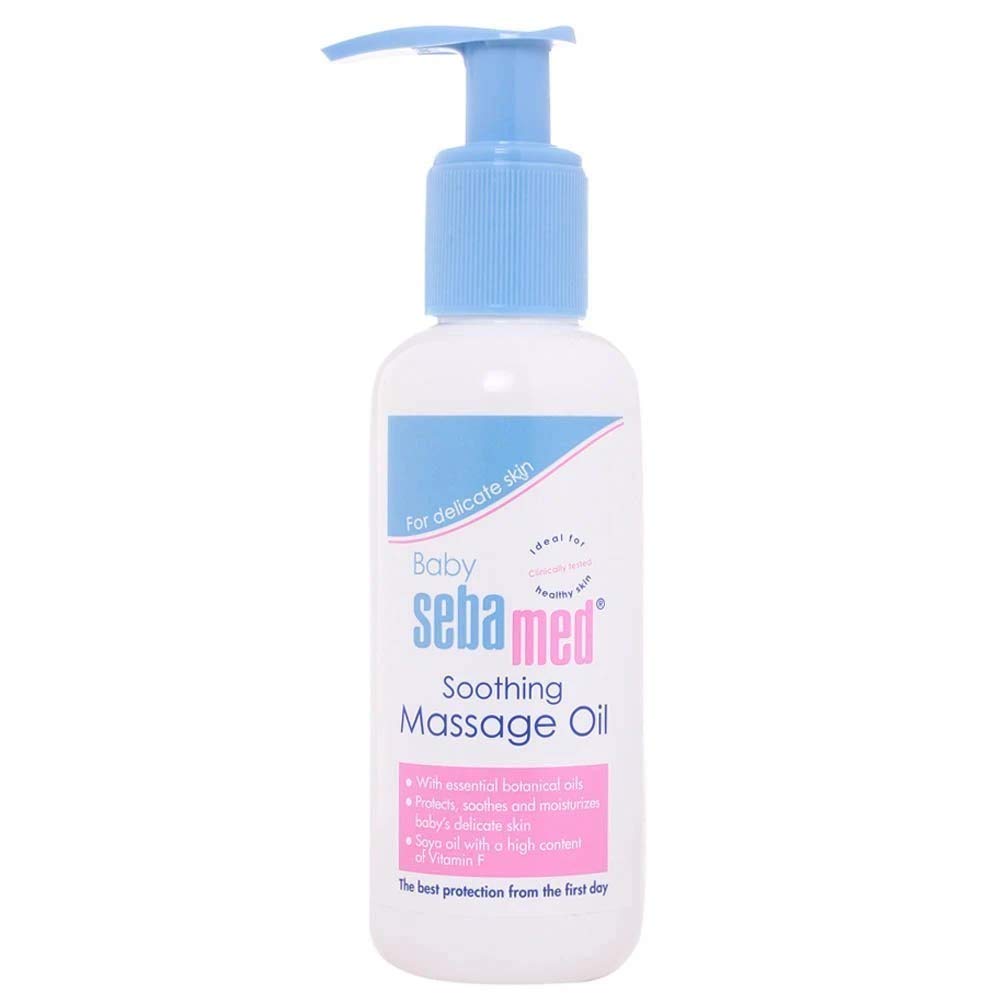 For delicate skin
Ideal for
Clinically tested
healthy skin
Baby
sebamed®
Soothing
Massage Oil
• With essential botanical oils
• Protects, soothes and moisturizes
baby's delicate skin
• Soya oil with a high content
of Vitamin F
The best protection from the first day